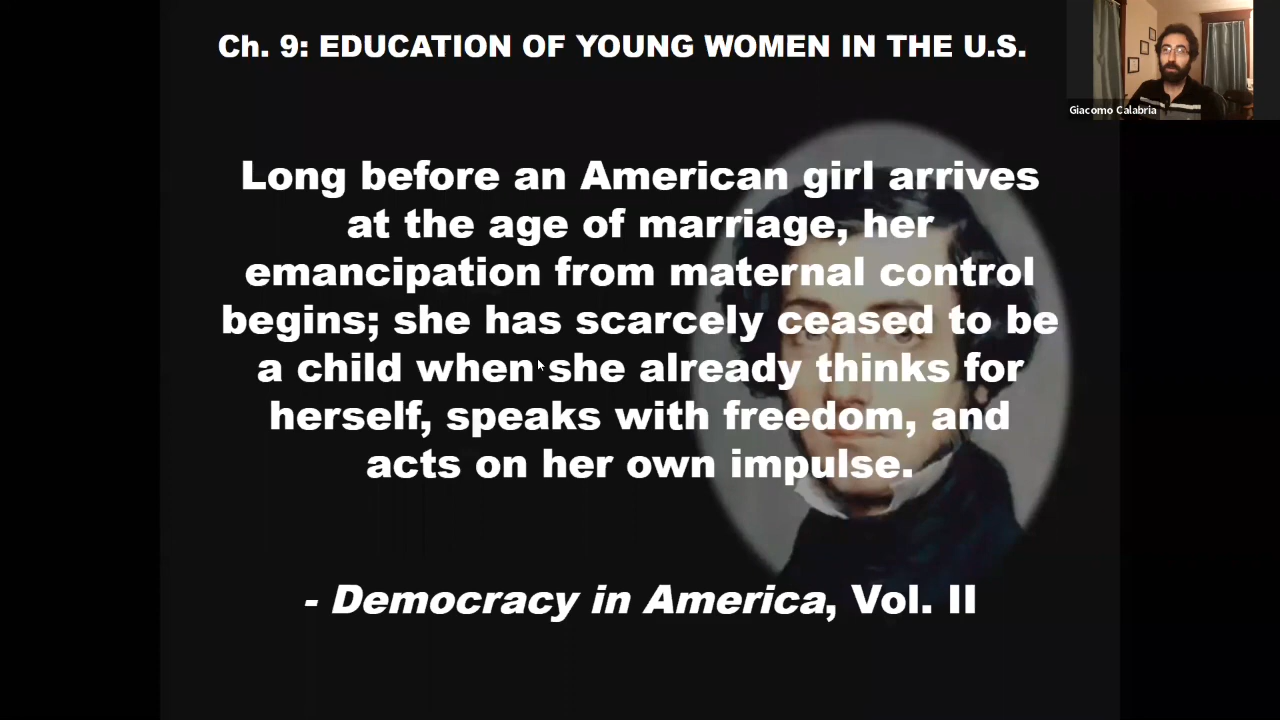 Ch. 9: EDUCATION OF YOUNG WOMEN IN THE U.S.
Giacomo Calabria
Long before an American girl arrives
at the age of marriage, her
emancipation from maternal control
begins; she has scarcely ceased to be
a child when she already thinks for
herself, speaks with freedom, and
acts on her own impulse.
- Democracy in America, Vol. II